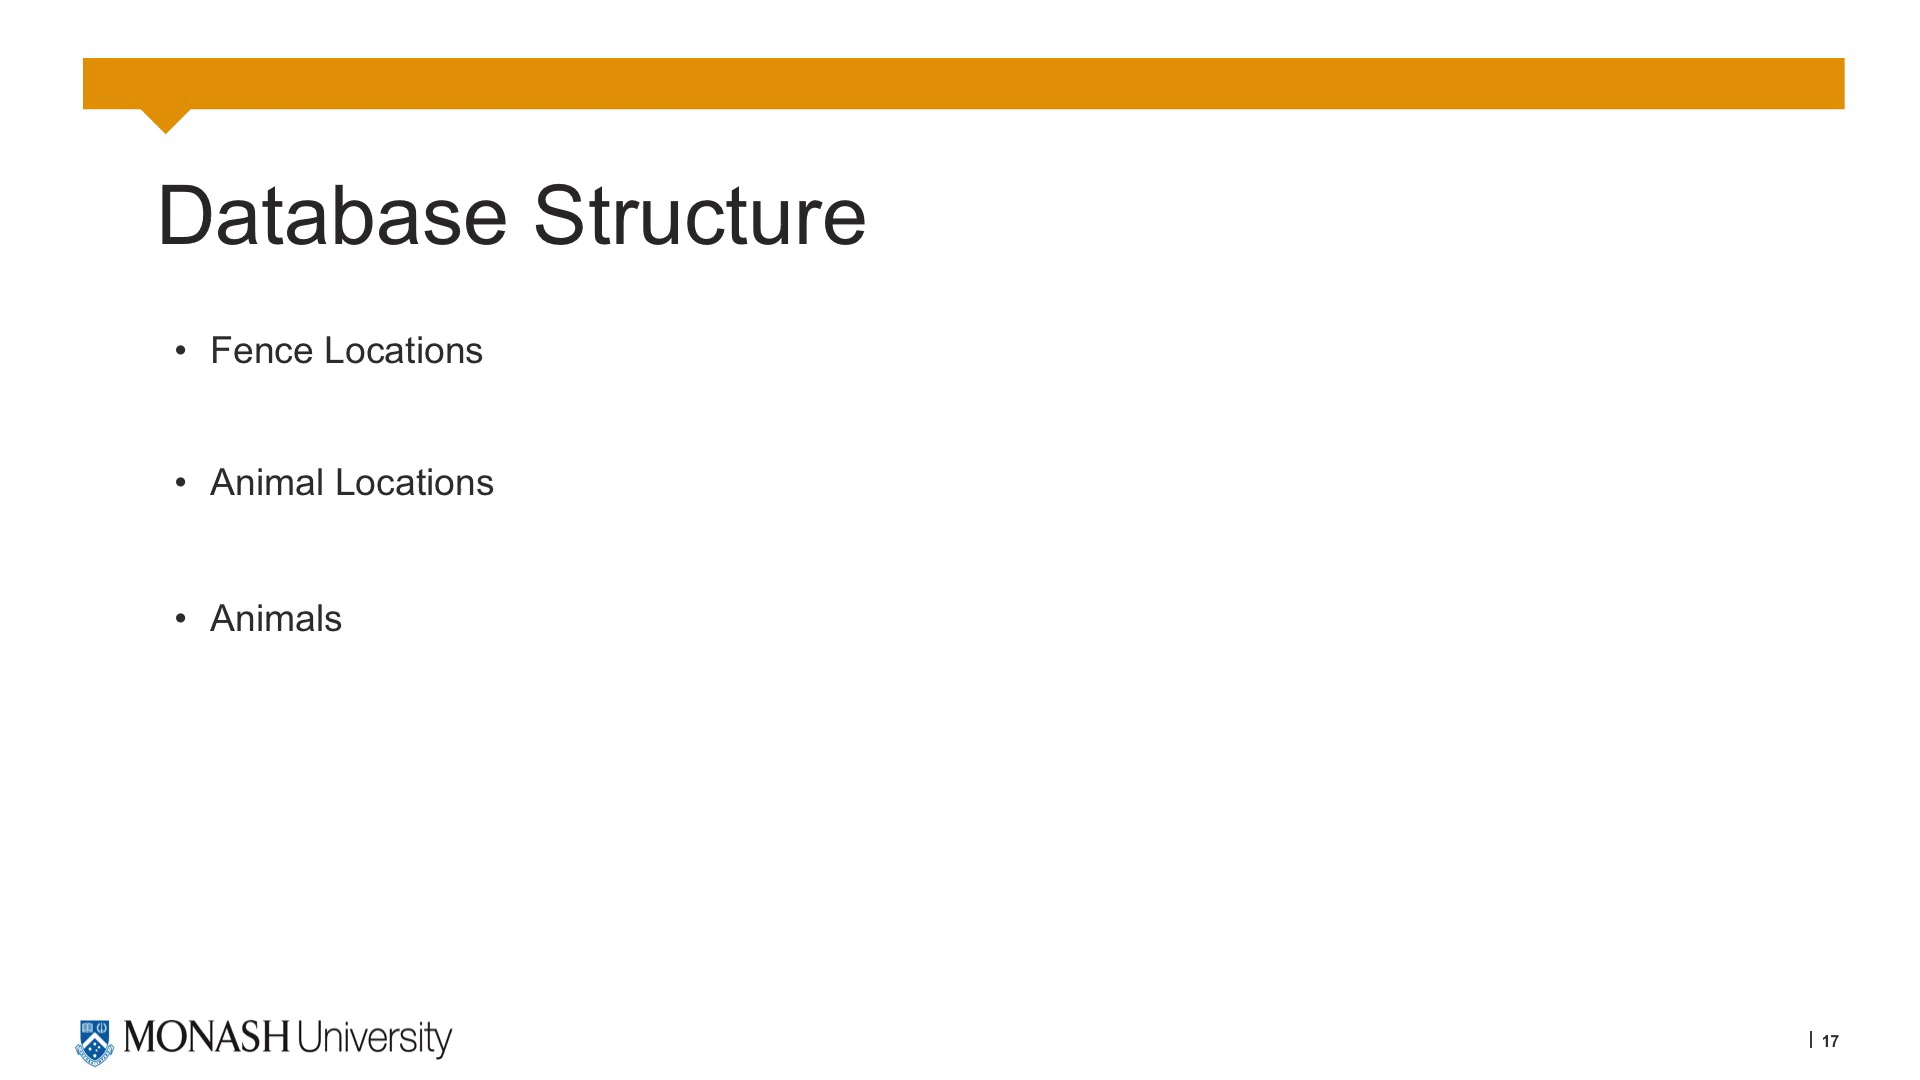 Database Structure
• Fence Locations
• Animal Locations
• Animals
MONASH University
| 17